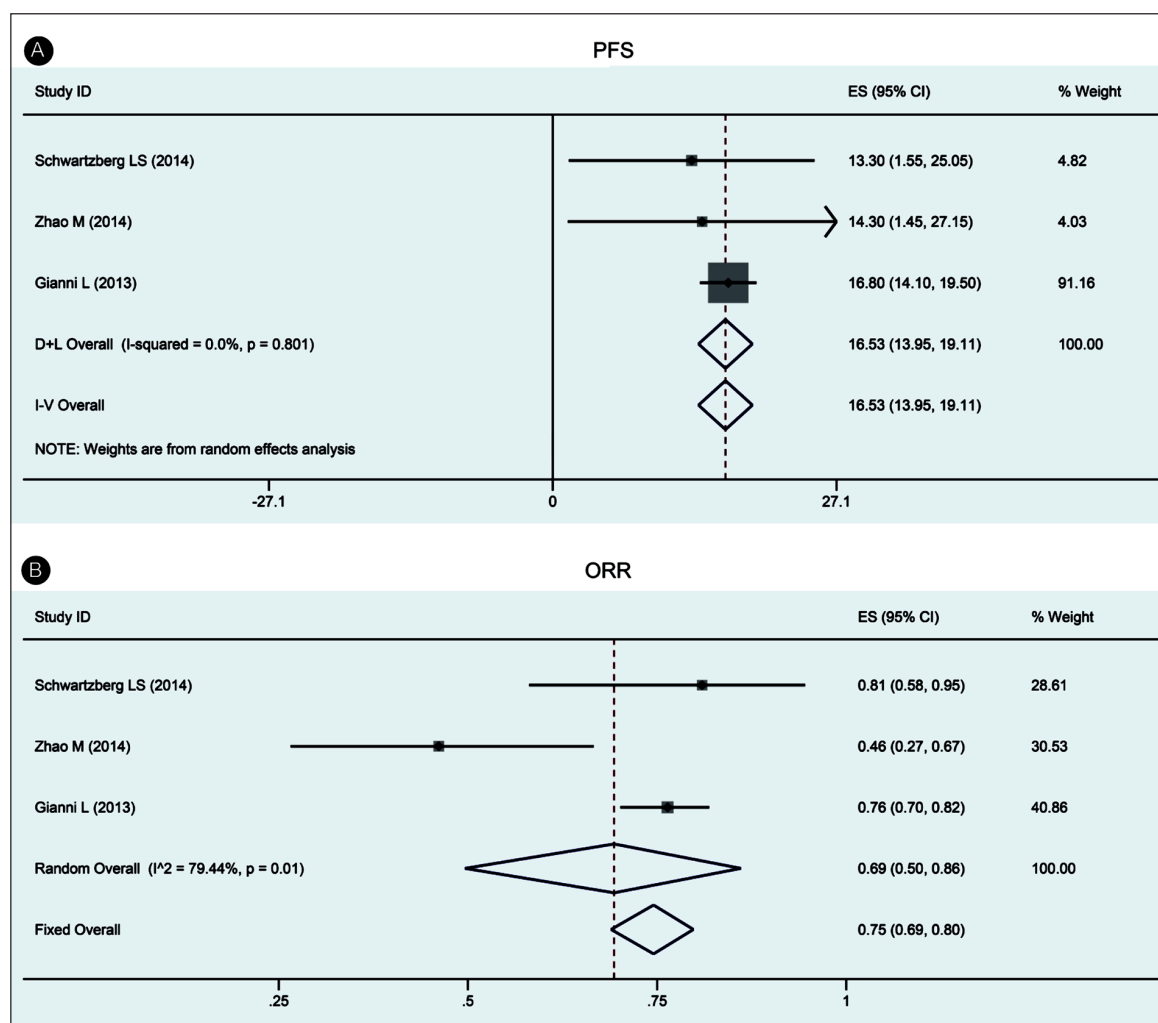 A PFS
Study ID ES (95% CI) % Weight
Schwartzberg LS (2014) 13.30 (1.55, 25.05) 4.82
Zhao M (2014) 14.30 (1.45, 27.15) 4.03
Gianni L (2013) 16.80 (14.10, 19.50) 91.16
D+L Overall (I-squared = 0.0%, p = 0.801) 16.53 (13.95, 19.11) 100.00
I-V Overall 16.53 (13.95, 19.11)
NOTE: Weights are from random effects analysis
-27.1 0 27.1
B ORR
Study ID ES (95% CI) % Weight
Schwartzberg LS (2014) 0.81 (0.58, 0.95) 28.61
Zhao M (2014) 0.46 (0.27, 0.67) 30.53
Gianni L (2013) 0.76 (0.70, 0.82) 40.86
Random Overall (I^2 = 79.44%, p = 0.01) 0.69 (0.50, 0.86) 100.00
Fixed Overall 0.75 (0.69, 0.80)
.25 .5 .75 1